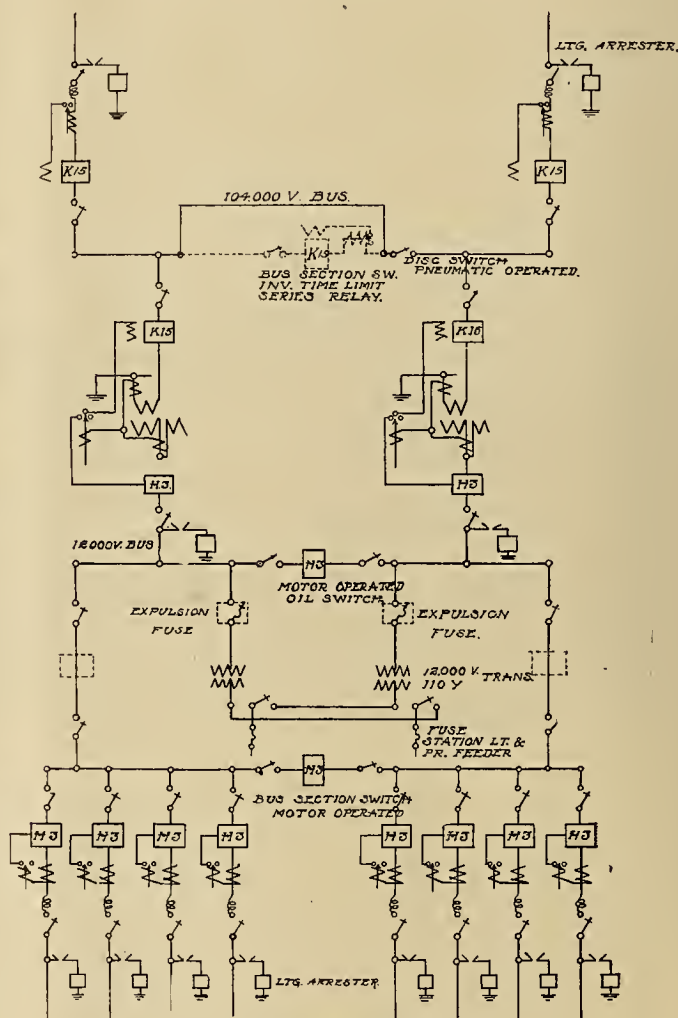 LTG. ARRESTER.
K15
K15
104.000 V. BUS.
K15
DISC SWITCH
PNEUMATIC OPERATED.
BUS SECTION SW.
INV. TIME LIMIT
SERIES RELAY.
K15
K16
H3.
H3
12000V. BUS
H3
MOTOR OPERATED
OIL SWITCH
EXPULSION
FUSE
EXPULSION
FUSE.
12,000 V.
110 Y
TRANS.
FUSE
STATION LT. &
PR. FEEDER
H3
BUS SECTION SWITCH
MOTOR OPERATED
H3
H3
H3
H3
H3
H3
H3
H3
LTG. ARRESTER.